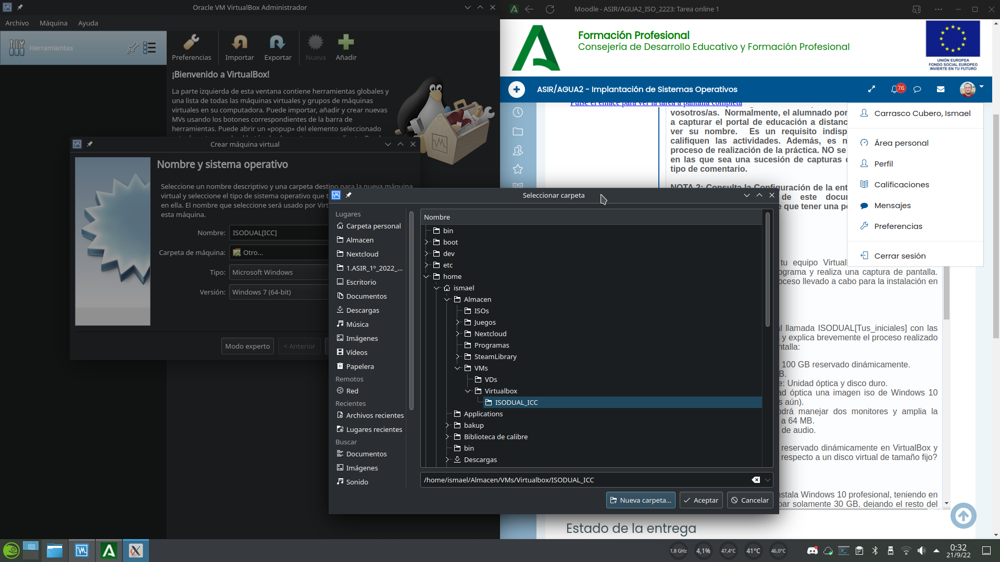 Oracle VM VirtualBox Administrador
Archivo Máquina Ayuda
Herramientas
Preferencias
Importar
Exportar
Nueva
Añadir
¡Bienvenido a VirtualBox!
La parte izquierda de esta ventana contiene herramientas globales y
una lista de todas las máquinas virtuales y grupos de máquinas
virtuales en su computadora. Puede importar, añadir y crear nuevas
MVs usando los botones correspondientes de la barra de
herramientas. Puede abrir un «popup» del elemento seleccionado
Crear máquina virtual
Nombre y sistema operativo
Seleccione un nombre descriptivo y una carpeta destino para la nueva máquina
virtual y seleccione el tipo de sistema operativo que t
en ella. El nombre que seleccione será usado por Virt
esta máquina.
Nombre: ISODUAL[ICC]
Carpeta de máquina: Otro...
Tipo: Microsoft Windows
Versión: Windows 7 (64-bit)
Modo experto
< Anterior
Seleccionar carpeta
Lugares
Carpeta personal
Almacen
Nextcloud
1.ASIR_1º_2022_...
Escritorio
Documentos
Descargas
Música
Imágenes
Vídeos
Papelera
Remotos
Red
Recientes
Archivos recientes
Lugares recientes
Buscar
Documentos
Imágenes
Sonido
Nombre
bin
boot
dev
etc
home
ismael
Almacen
ISOs
Juegos
Nextcloud
Programas
SteamLibrary
VMs
VDs
Virtualbox
ISODUAL_ICC
Applications
bakup
Biblioteca de calibre
bin
Descargas
/home/ismael/Almacen/VMs/Virtualbox/ISODUAL_ICC
Nueva carpeta...
Aceptar
Cancelar
Moodle - ASIR/AGUA2_ISO_2223: Tarea online 1
Formación Profesional
Consejería de Desarrollo Educativo y Formación Profesional
UNIÓN EUROPEA
FONDO SOCIAL EUROPEO
INVIERTE EN TU FUTURO
ASIR/AGUA2 - Implantación de Sistemas Operativos
76
Pulse el enlace para ver la tarea a pantalla completa
vosotros/as. Normalmente, el alumnado por
a capturar el portal de educación a distanc
ver su nombre. Es un requisito indisp
califiquen las actividades. Además, es n
proceso de realización de la práctica. NO se
en las que sea una sucesión de capturas
tipo de comentario.
NOTA 2: Consulta la Configuración de la ent
de este docum
que tener una p
Carrasco Cubero, Ismael
Área personal
Perfil
Calificaciones
Mensajes
Preferencias
Cerrar sesión
tu equipo Virtuall
ograma y realiza una captura de pantalla.
oceso llevado a cabo para la instalación en
al llamada ISODUAL[Tus_iniciales] con las
y explica brevemente el proceso realizado
ntalla:
100 GB reservado dinámicamente.
B.
e: Unidad óptica y disco duro.
ad óptica una imagen iso de Windows 10
s aún).
odrá manejar dos monitores y amplia la
a 64 MB.
de audio.
reservado dinámicamente en VirtualBox y
respecto a un disco virtual de tamaño fijo?
nstala Windows 10 profesional, teniendo en
par solamente 30 GB, dejando el resto del
Estado de la entrega
1,8 GHz
4,1%
47,4°C
41°C
46,0°C
0:32
21/9/22